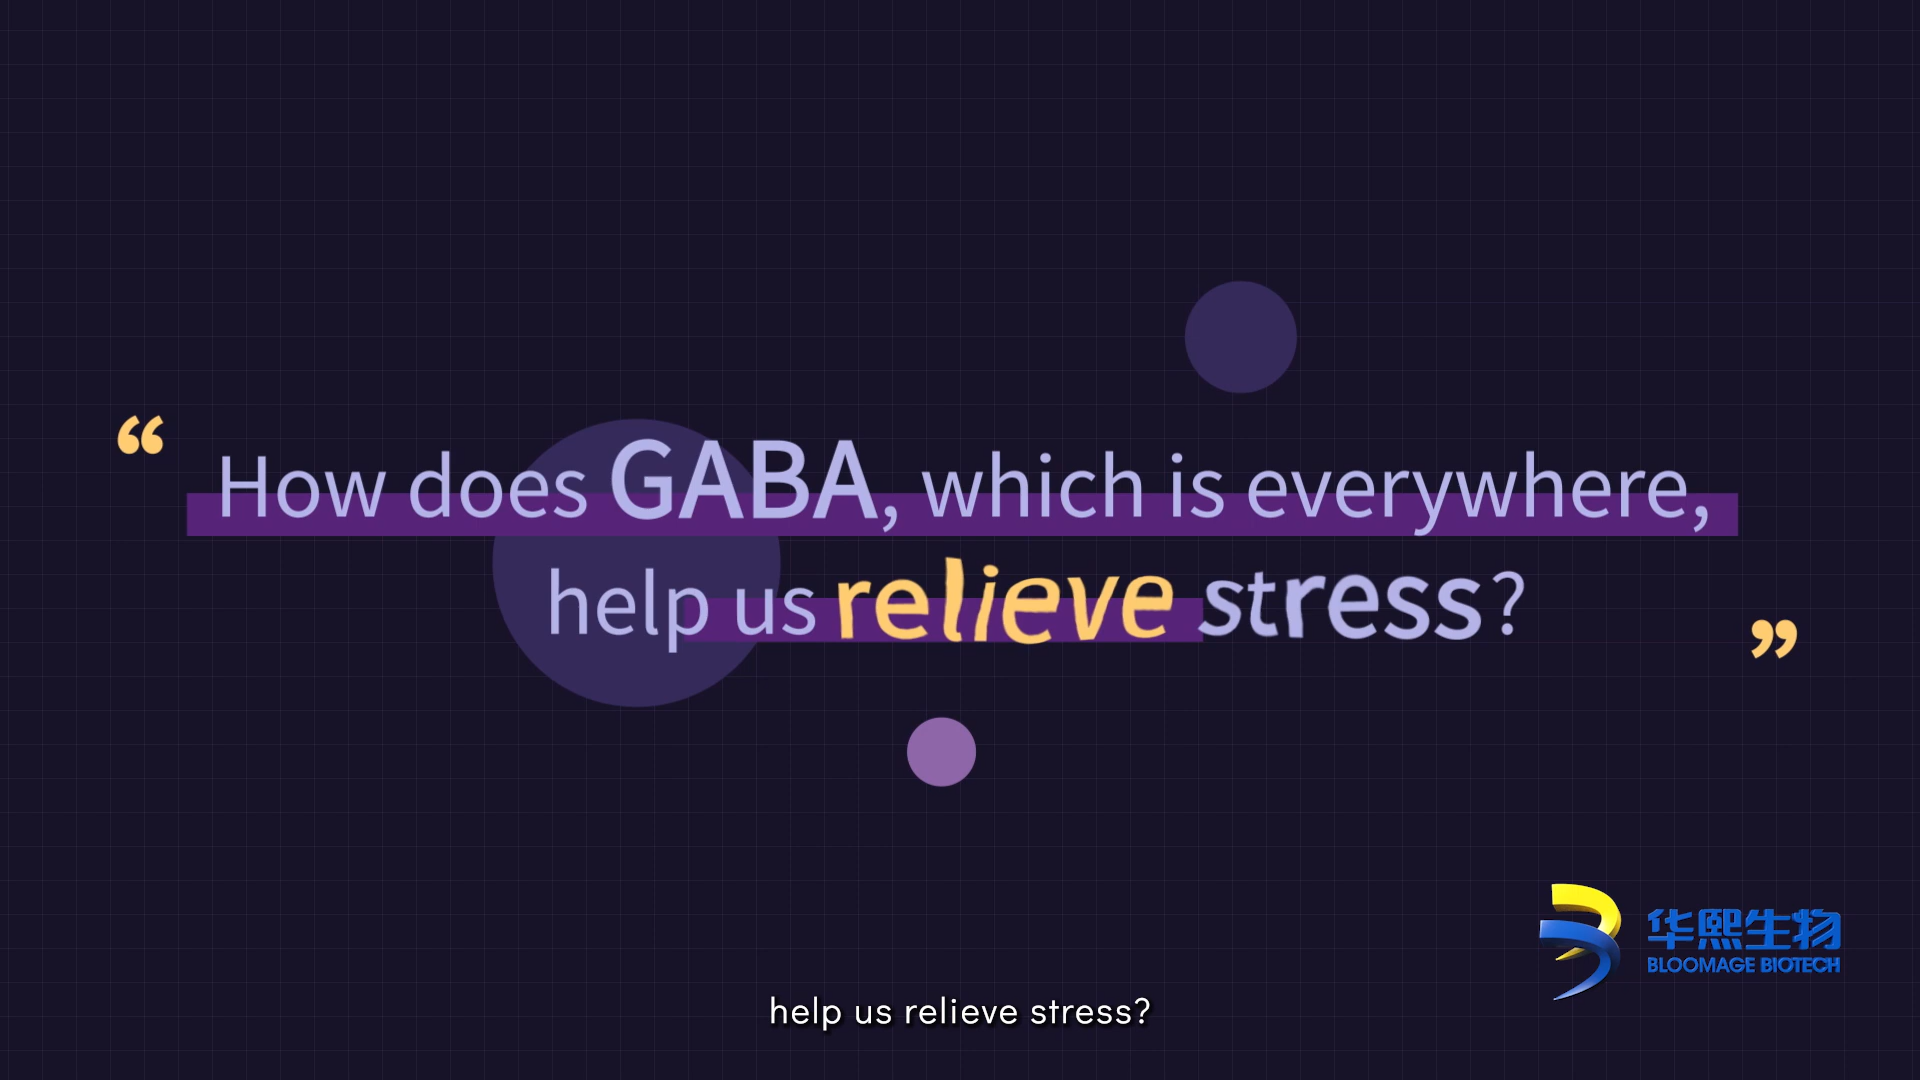 “How does GABA, which is everywhere,
help us relieve stress?”
华熙生物
BLOOMAGE BIOTECH
help us relieve stress?